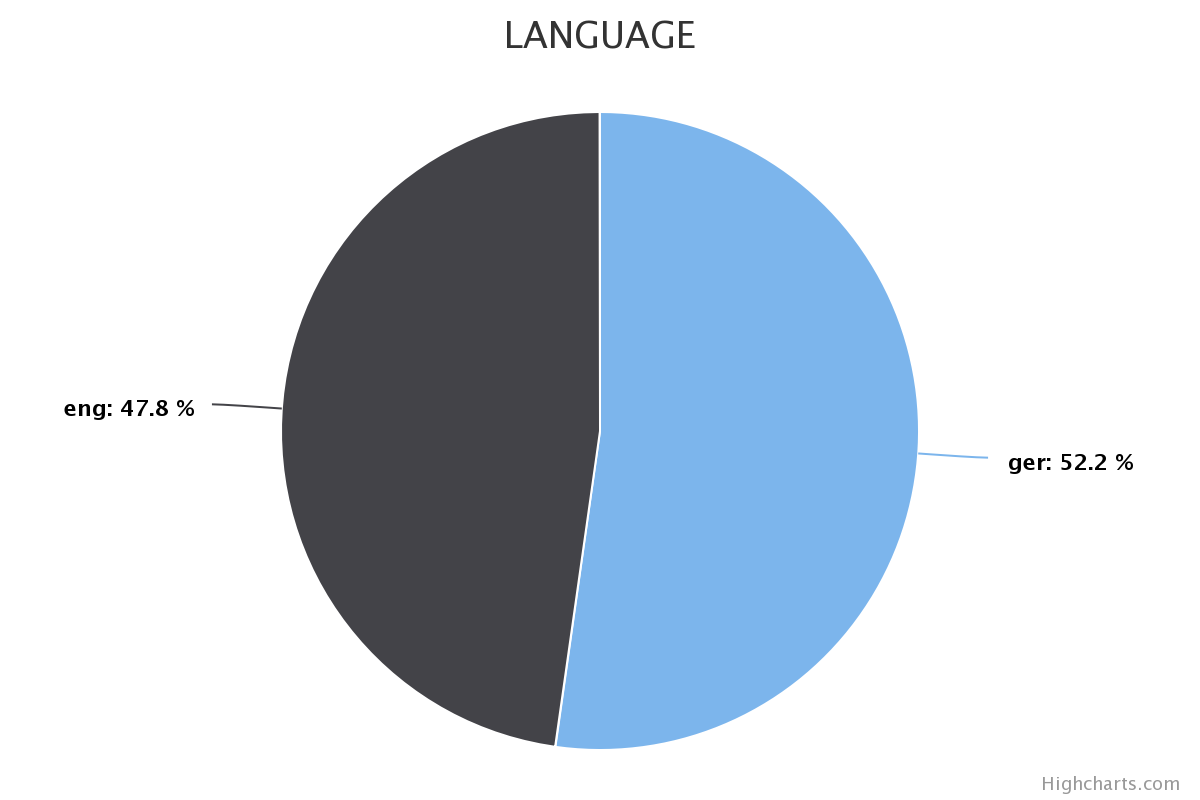 LANGUAGE
eng: 47.8 %
ger: 52.2 %
Highcharts.com